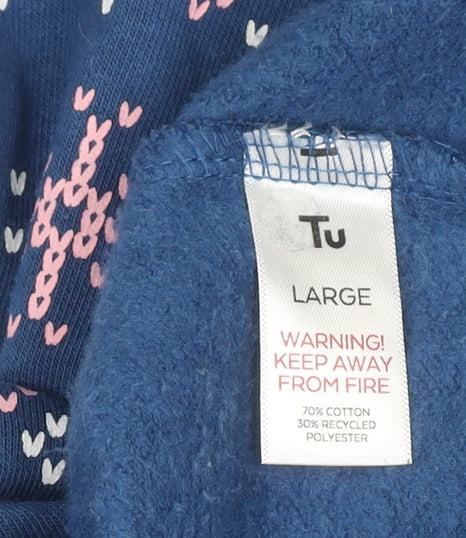 Tu
LARGE
WARNING!
KEEP AWAY
FROM FIRE
70% COTTON
30% RECYCLED
POLYESTER